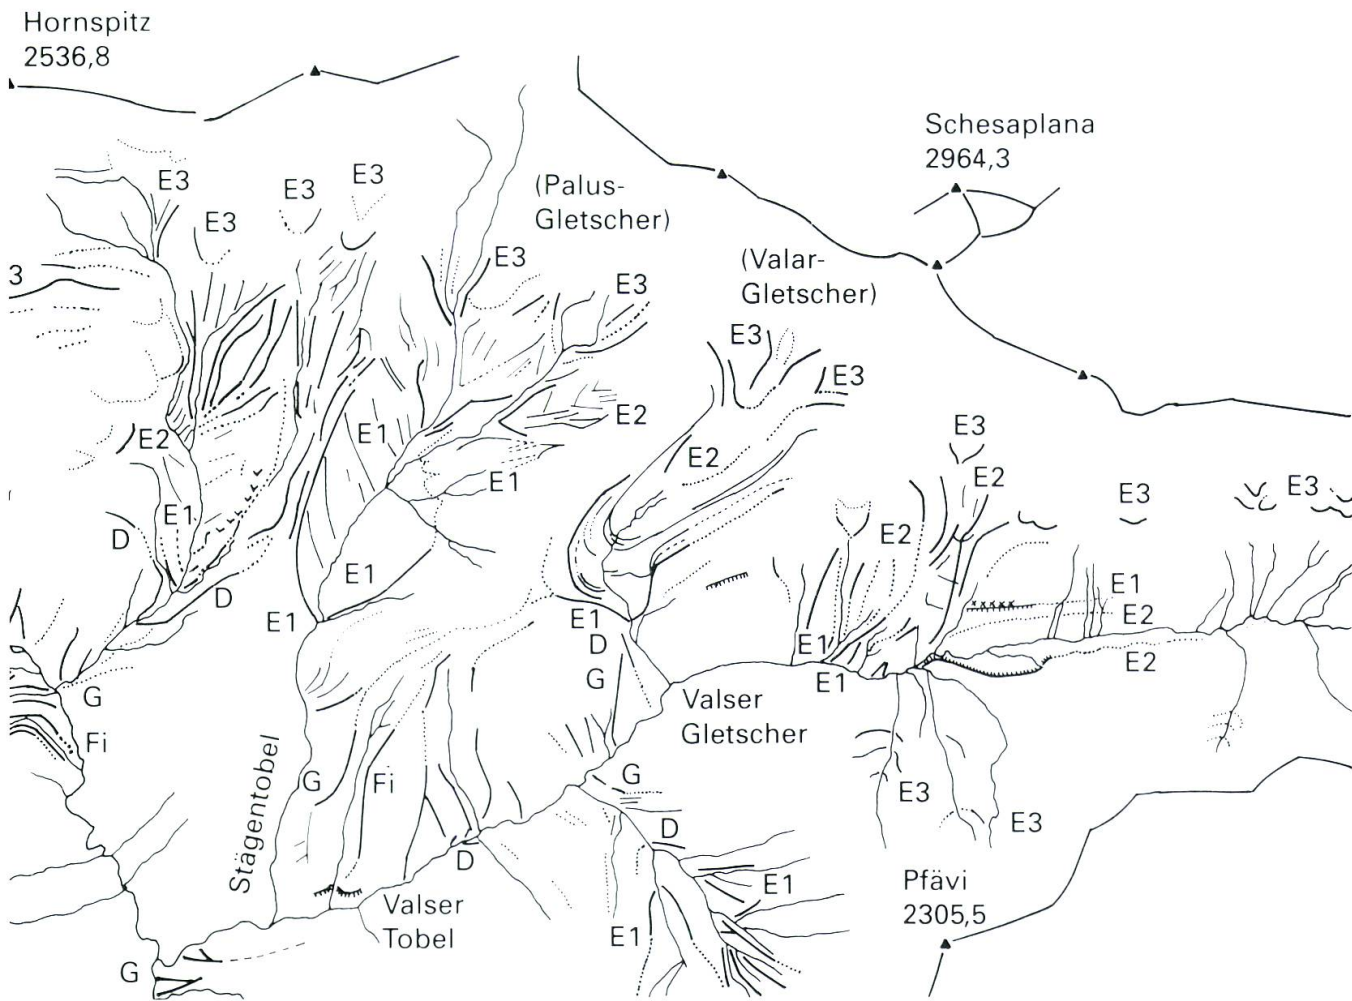 Hornspitz
2536,8
Schesaplana
2964,3
E3
E3
E3
(Palus-
Gletscher)
E3
E3
(Valar-
Gletscher)
3
E3
E3
E3
E2
E1
E2
E3
E2
E1
E2
E3
E3
E1
D
E2
E1
E1
E2
D
E1
E1
D
E1
E1
E2
G
G
Valser
Gletscher
Fi
Stägentobel
G
Fi
G
E3
E3
D
D
Valser
Tobel
E1
Pfävi
2305,5
E1
G